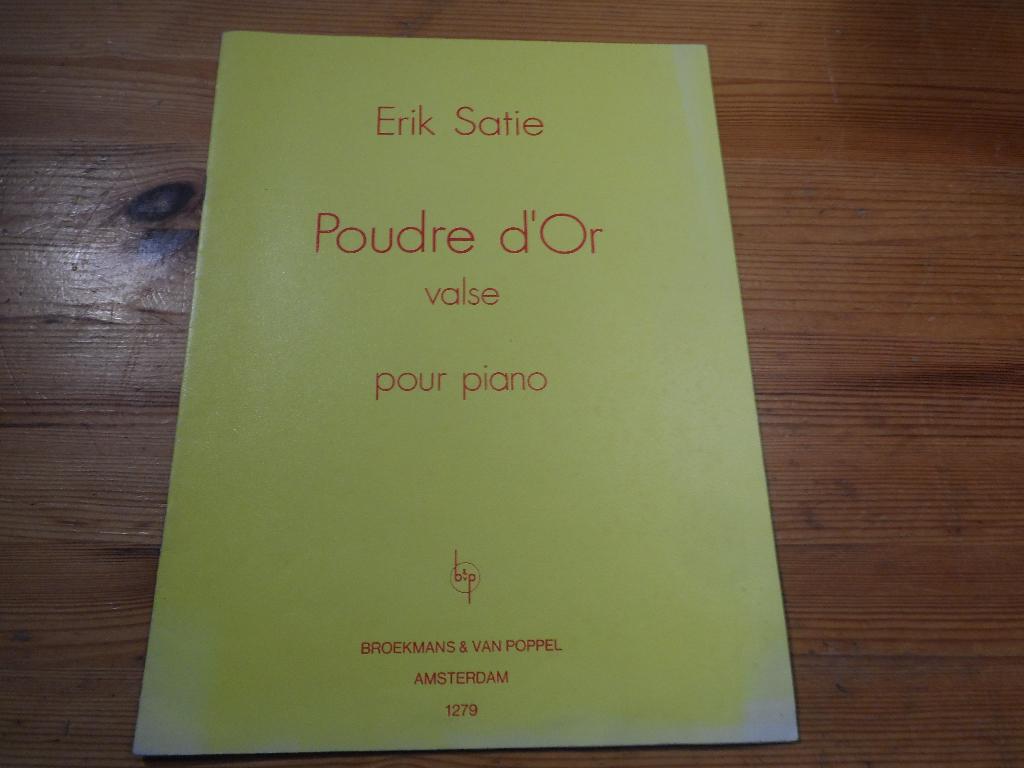 Erik Satie
Poudre d'Or
valse
pour piano
b&p
BROEKMANS & VAN POPPEL
AMSTERDAM
1279